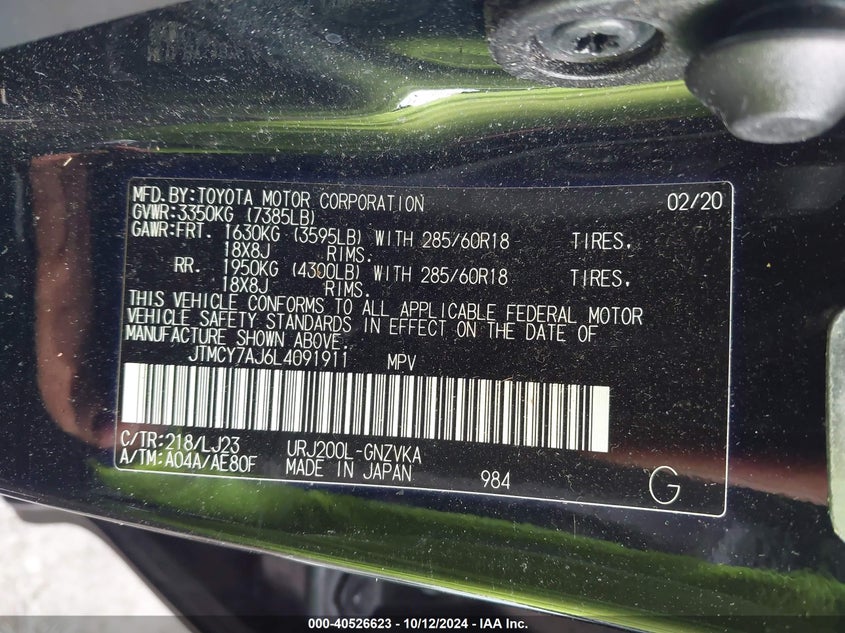 MFD.BY:TOYOTA MOTOR CORPORATION 02/20
GVWR:3350KG (7385LB)
GAWR:FRT. 1630KG (3595LB) WITH 285/60R18 TIRES.
18X8J RIMS.
RR. 1950KG (4300LB) WITH 285/60R18 TIRES.
18X8J RIMS.
THIS VEHICLE CONFORMS TO ALL APPLICABLE FEDERAL MOTOR
VEHICLE SAFETY STANDARDS IN EFFECT ON THE DATE OF
MANUFACTURE SHOWN ABOVE.
JTMCY7AJ6L4091911 MPV
C/TR:218/LJ23 URJ200L-GNZVKA
A/TM:A04A/AE80F MADE IN JAPAN 984 G
000-40526623 - 10/12/2024 - IAA Inc.